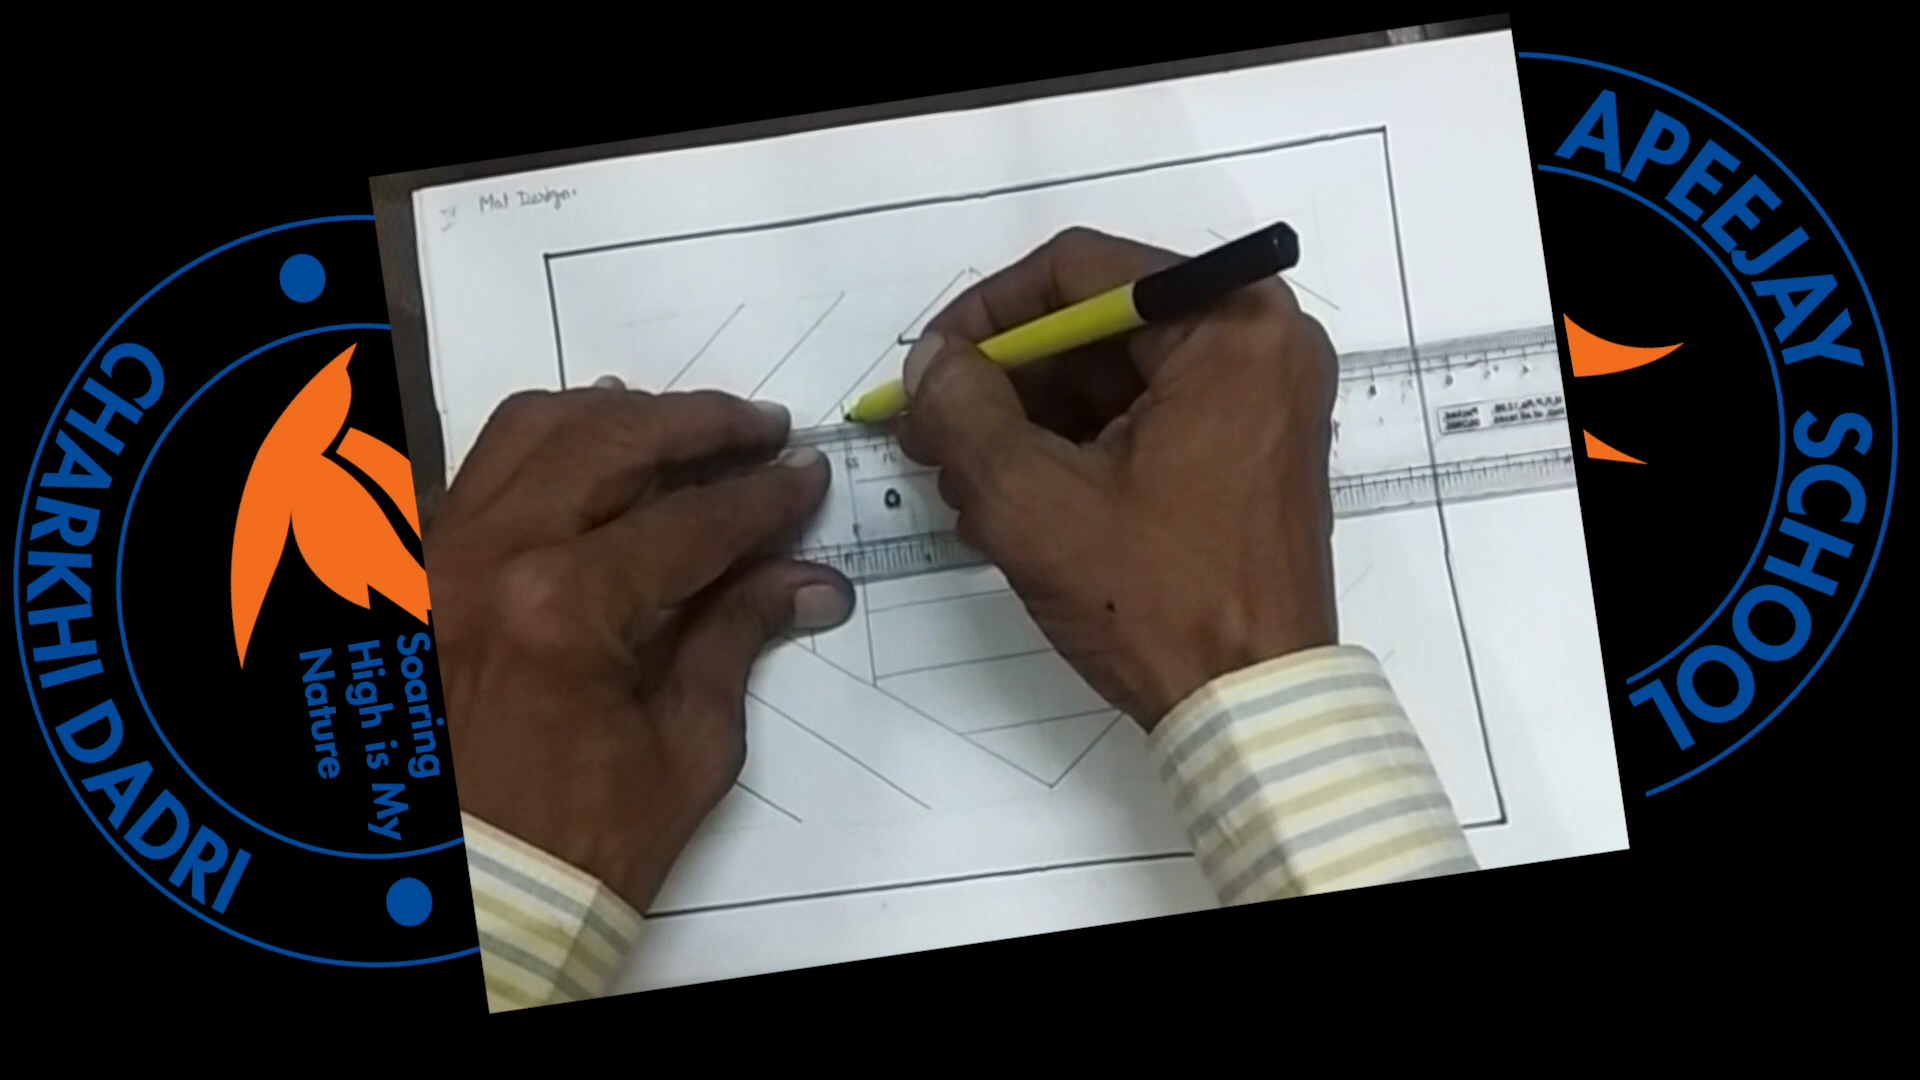 Mat Design.
CHARKHI DADRI
Soaring
High is My
Nature
APEEJAY SCHOOL